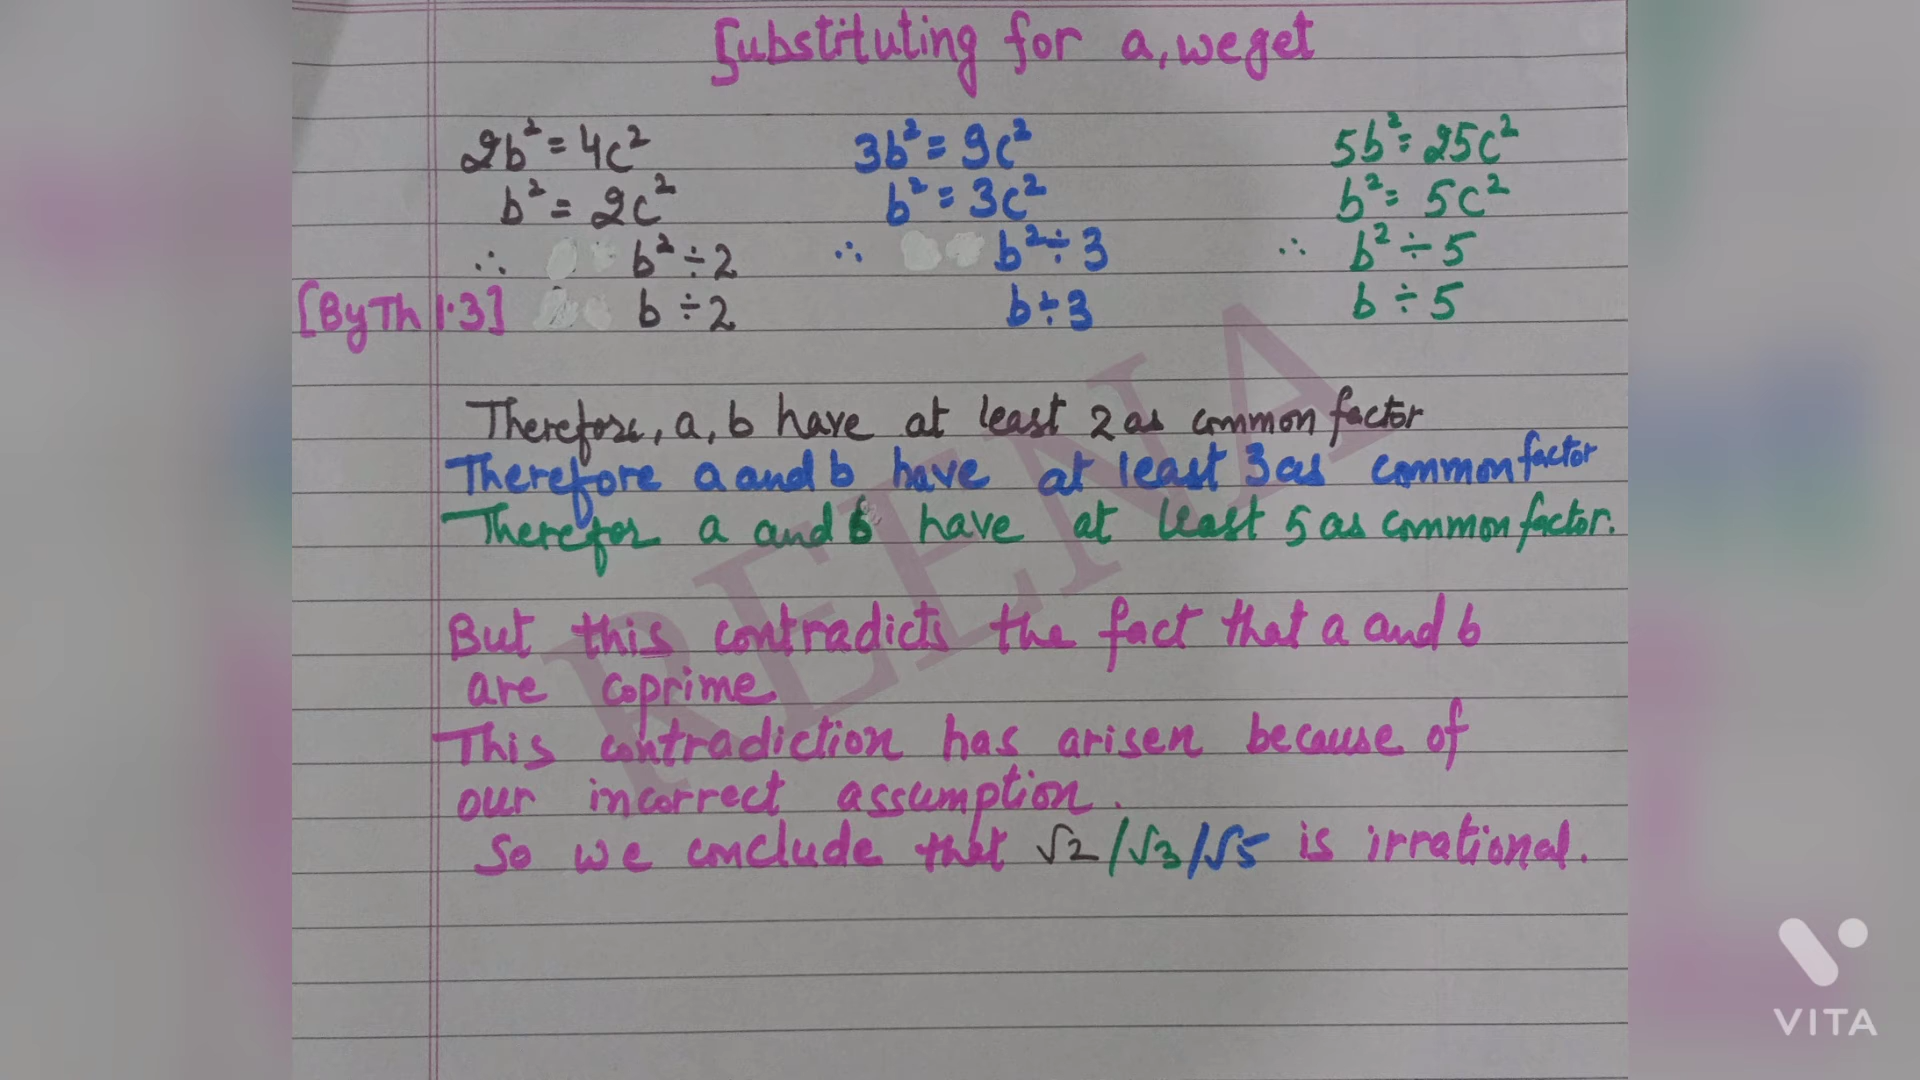 Substituting for a, we get
2b² = 4c² 3b² = 9c² 5b² = 25c²
b² = 2c² b² = 3c² b² = 5c²
∴ b² ÷ 2 ∴ b² ÷ 3 ∴ b² ÷ 5
[By Th 1.3] b ÷ 2 b ÷ 3 b ÷ 5
Therefore, a, b have at least 2 as common factor
Therefore a and b have at least 3 as common factor
Therefor a and b have at least 5 as common factor.
But this contradicts the fact that a and b
are coprime
This contradiction has arisen because of
our incorrect assumption.
So we conclude that √2/√3/√5 is irrational.
REENA
VITA